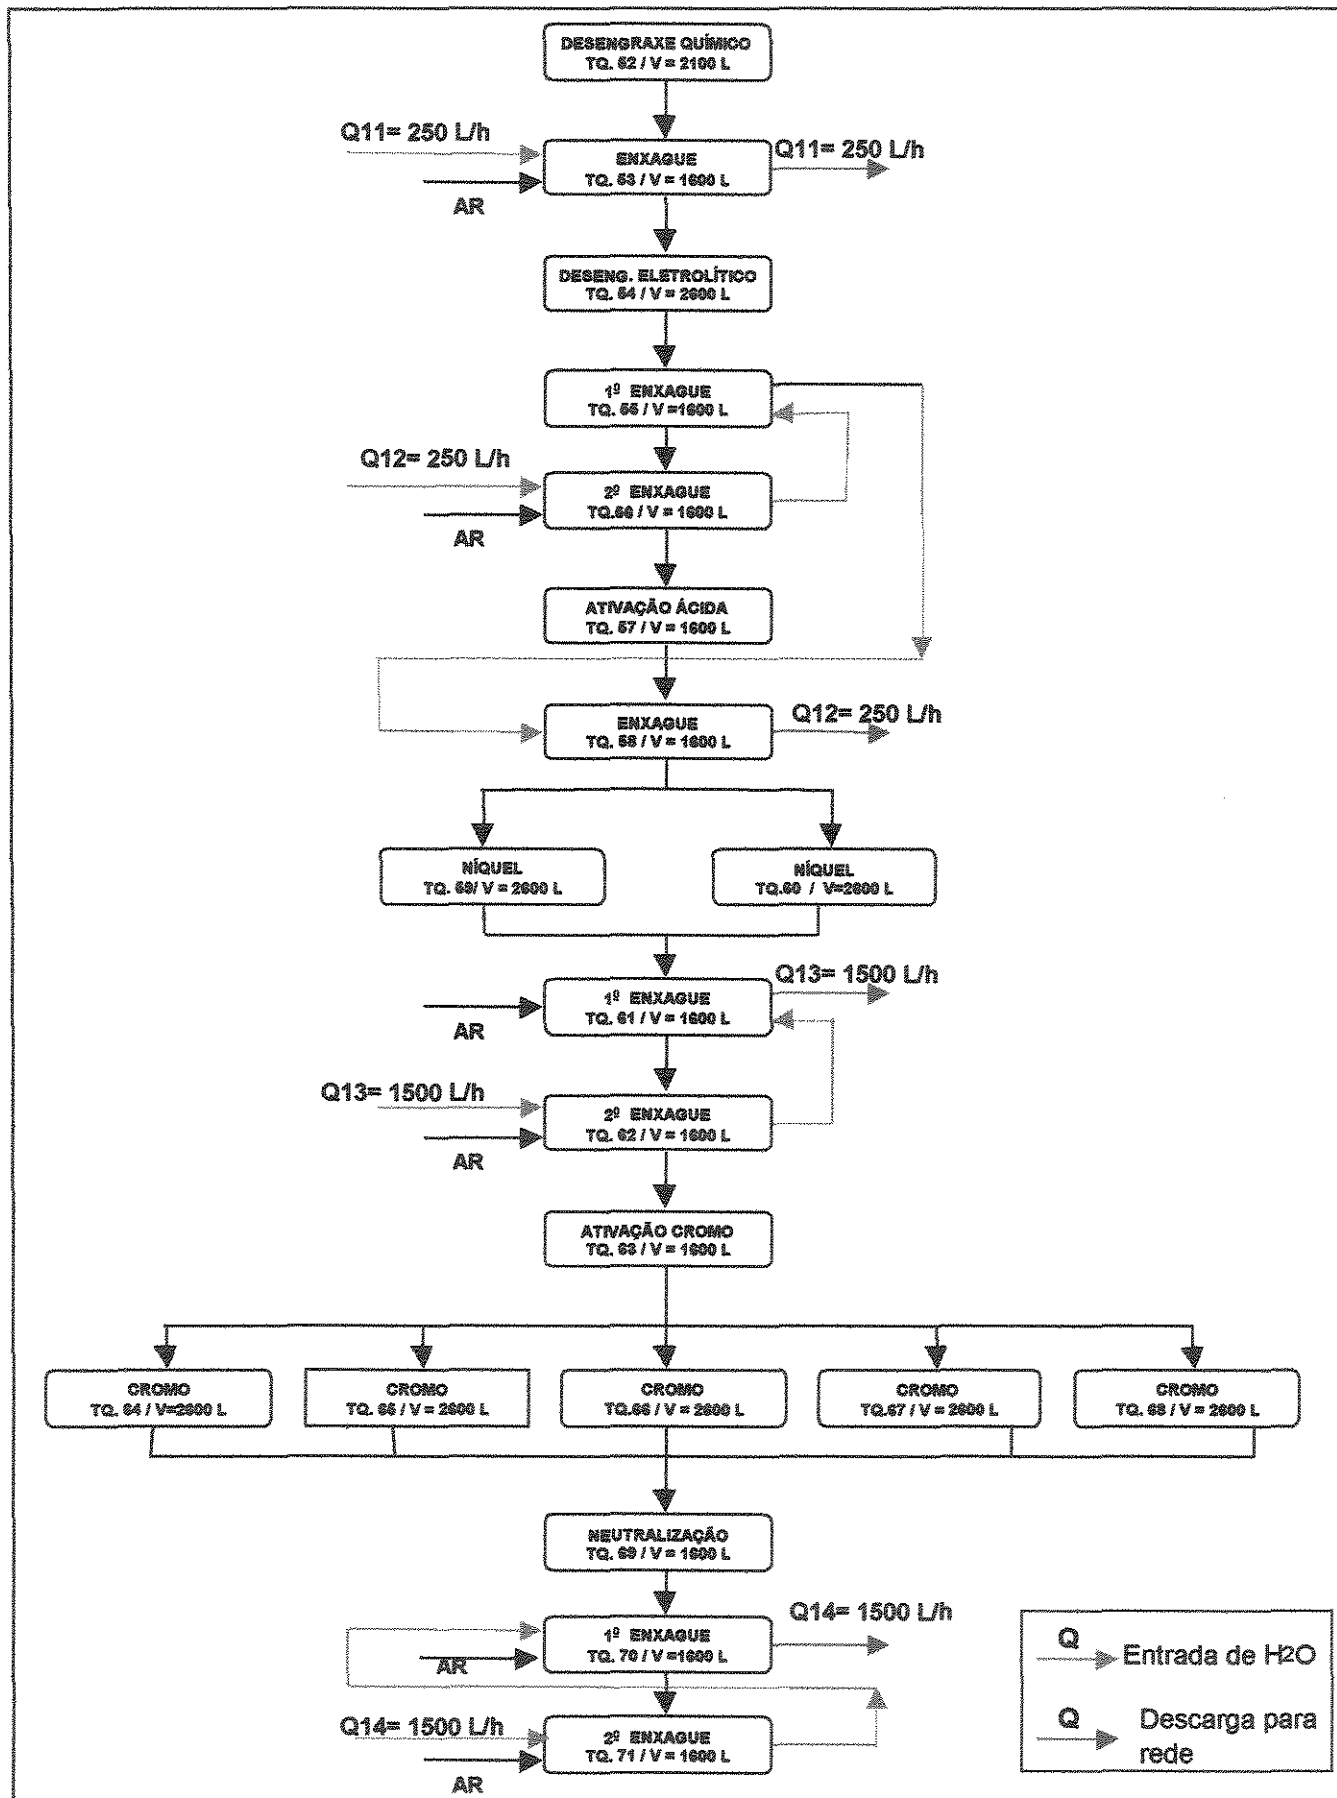 DESENGRAXE QUÍMICO
TQ. 52 / V = 2100 L
Q11= 250 L/h
ENXAGUE
TQ. 53 / V = 1600 L
Q11= 250 L/h
AR
DESENG. ELETROLÍTICO
TQ. 54 / V = 2600 L
1º ENXAGUE
TQ. 55 / V =1600 L
Q12= 250 L/h
2º ENXAGUE
TQ.56 / V = 1600 L
AR
ATIVAÇÃO ÁCIDA
TQ. 57 / V = 1600 L
ENXAGUE
TQ. 58 / V = 1600 L
Q12= 250 L/h
NÍQUEL
TQ. 59/ V = 2600 L
NÍQUEL
TQ.60 / V=2600 L
1º ENXAGUE
TQ. 61 / V = 1600 L
Q13= 1500 L/h
AR
Q13= 1500 L/h
2º ENXAGUE
TQ. 62 / V = 1600 L
AR
ATIVAÇÃO CROMO
TQ. 63 / V = 1600 L
CROMO
TQ. 64 / V=2600 L
CROMO
TQ. 65 / V = 2600 L
CROMO
TQ.66 / V = 2600 L
CROMO
TQ.67 / V = 2600 L
CROMO
TQ. 68 / V = 2600 L
NEUTRALIZAÇÃO
TQ. 69 / V = 1600 L
1º ENXAGUE
TQ. 70 / V =1600 L
Q14= 1500 L/h
AR
Q14= 1500 L/h
2º ENXAGUE
TQ. 71 / V = 1600 L
AR
Q
Entrada de H2O
Q
Descarga para
rede